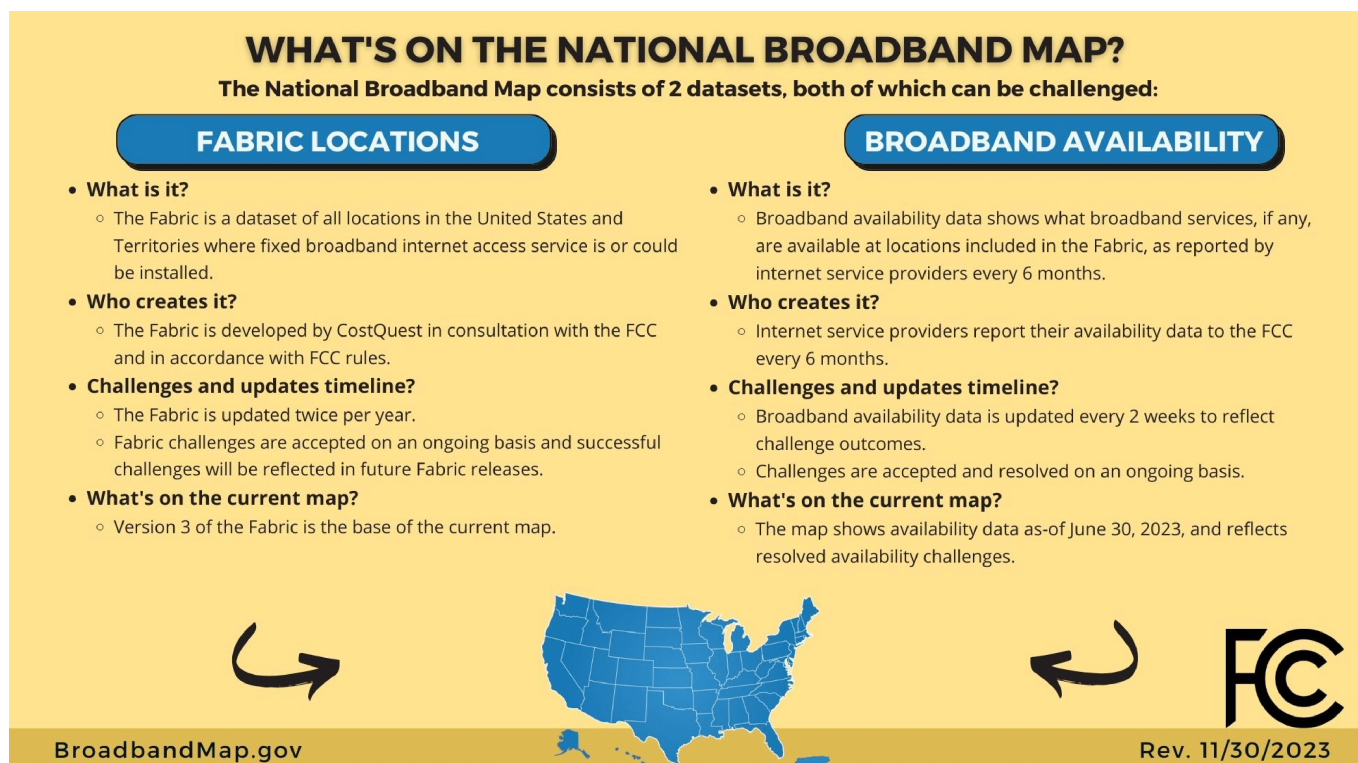 WHAT'S ON THE NATIONAL BROADBAND MAP?
The National Broadband Map consists of 2 datasets, both of which can be challenged:
FABRIC LOCATIONS
• What is it?
◦ The Fabric is a dataset of all locations in the United States and
Territories where fixed broadband internet access service is or could
be installed.
• Who creates it?
◦ The Fabric is developed by CostQuest in consultation with the FCC
and in accordance with FCC rules.
• Challenges and updates timeline?
◦ The Fabric is updated twice per year.
◦ Fabric challenges are accepted on an ongoing basis and successful
challenges will be reflected in future Fabric releases.
• What's on the current map?
◦ Version 3 of the Fabric is the base of the current map.
BROADBAND AVAILABILITY
• What is it?
◦ Broadband availability data shows what broadband services, if any,
are available at locations included in the Fabric, as reported by
internet service providers every 6 months.
• Who creates it?
◦ Internet service providers report their availability data to the FCC
every 6 months.
• Challenges and updates timeline?
◦ Broadband availability data is updated every 2 weeks to reflect
challenge outcomes.
◦ Challenges are accepted and resolved on an ongoing basis.
• What's on the current map?
◦ The map shows availability data as-of June 30, 2023, and reflects
resolved availability challenges.
FCC
BroadbandMap.gov
Rev. 11/30/2023